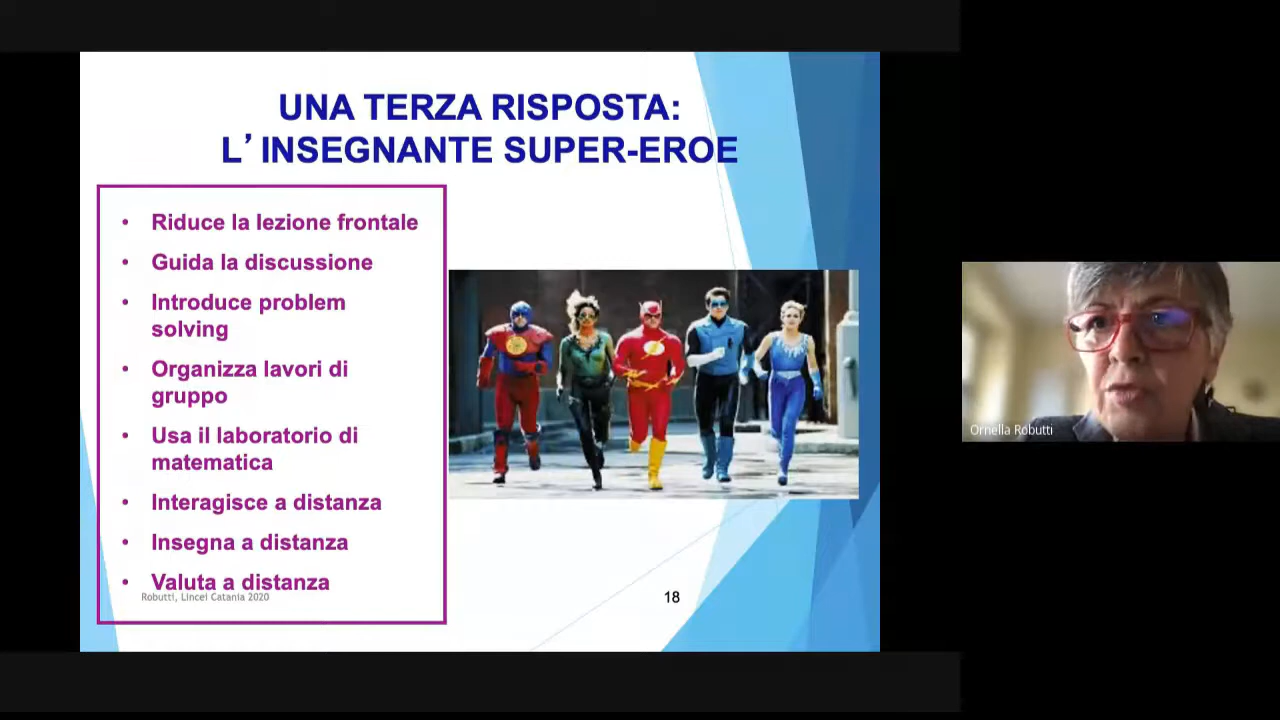 UNA TERZA RISPOSTA:
L’INSEGNANTE SUPER-EROE
• Riduce la lezione frontale
• Guida la discussione
• Introduce problem
solving
• Organizza lavori di
gruppo
• Usa il laboratorio di
matematica
• Interagisce a distanza
• Insegna a distanza
• Valuta a distanza
Robutti, Lincei Catania 2020
18
Ornella Robutti